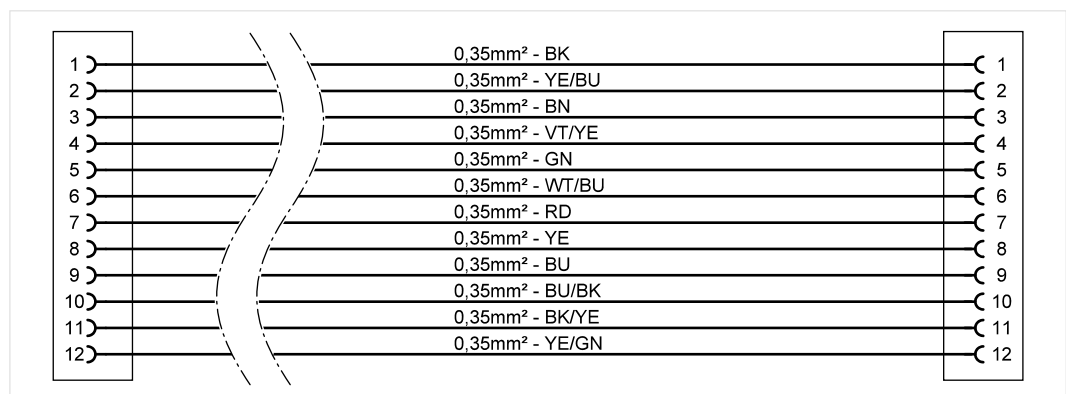 1 0,35mm² - BK 1
2 0,35mm² - YE/BU 2
3 0,35mm² - BN 3
4 0,35mm² - VT/YE 4
5 0,35mm² - GN 5
6 0,35mm² - WT/BU 6
7 0,35mm² - RD 7
8 0,35mm² - YE 8
9 0,35mm² - BU 9
10 0,35mm² - BU/BK 10
11 0,35mm² - BK/YE 11
12 0,35mm² - YE/GN 12